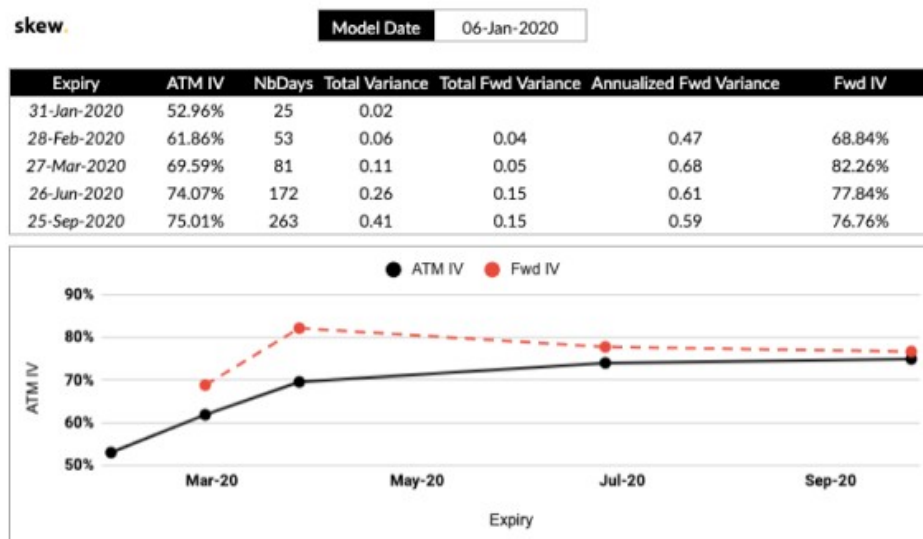 skew.
Model Date 06-Jan-2020
Expiry ATM IV NbDays Total Variance Total Fwd Variance Annualized Fwd Variance Fwd IV
31-Jan-2020 52.96% 25 0.02
28-Feb-2020 61.86% 53 0.06 0.04 0.47 68.84%
27-Mar-2020 69.59% 81 0.11 0.05 0.68 82.26%
26-Jun-2020 74.07% 172 0.26 0.15 0.61 77.84%
25-Sep-2020 75.01% 263 0.41 0.15 0.59 76.76%
ATM IV Fwd IV
90%
80%
70%
60%
50%
ATM IV
Mar-20 May-20 Jul-20 Sep-20
Expiry